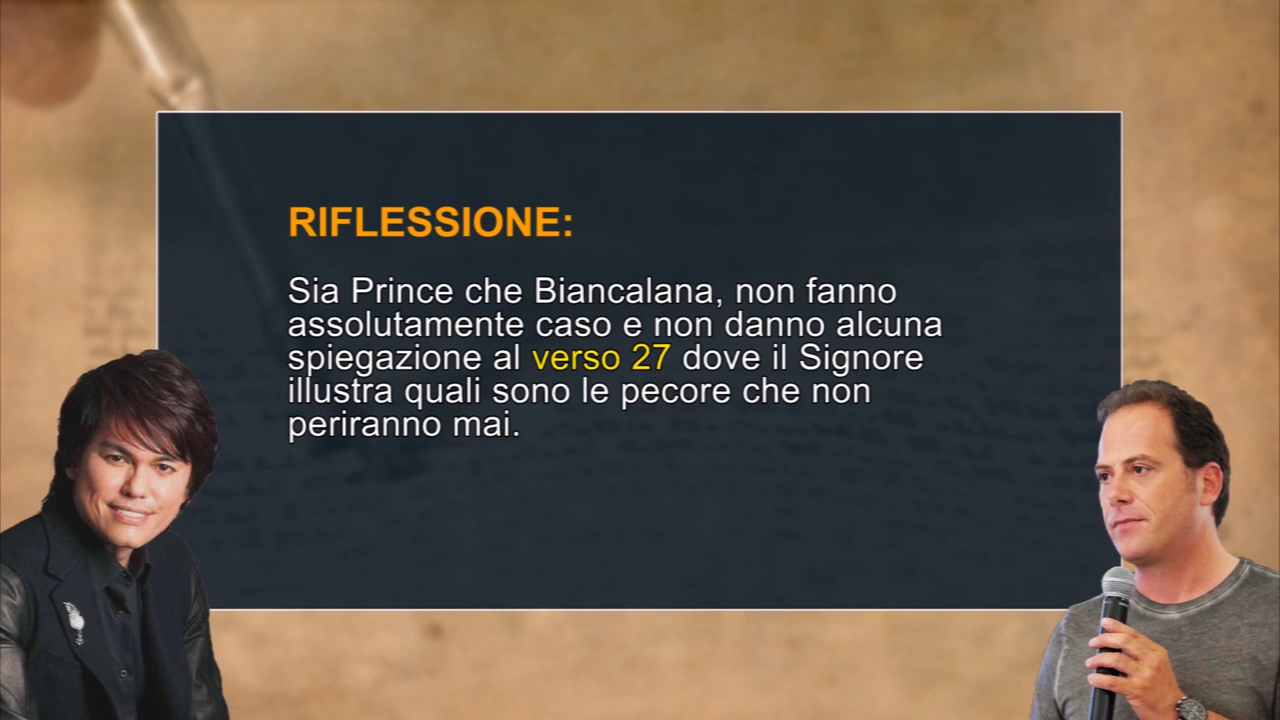 RIFLESSIONE:
Sia Prince che Biancalana, non fanno
assolutamente caso e non danno alcuna
spiegazione al verso 27 dove il Signore
illustra quali sono le pecore che non
periranno mai.